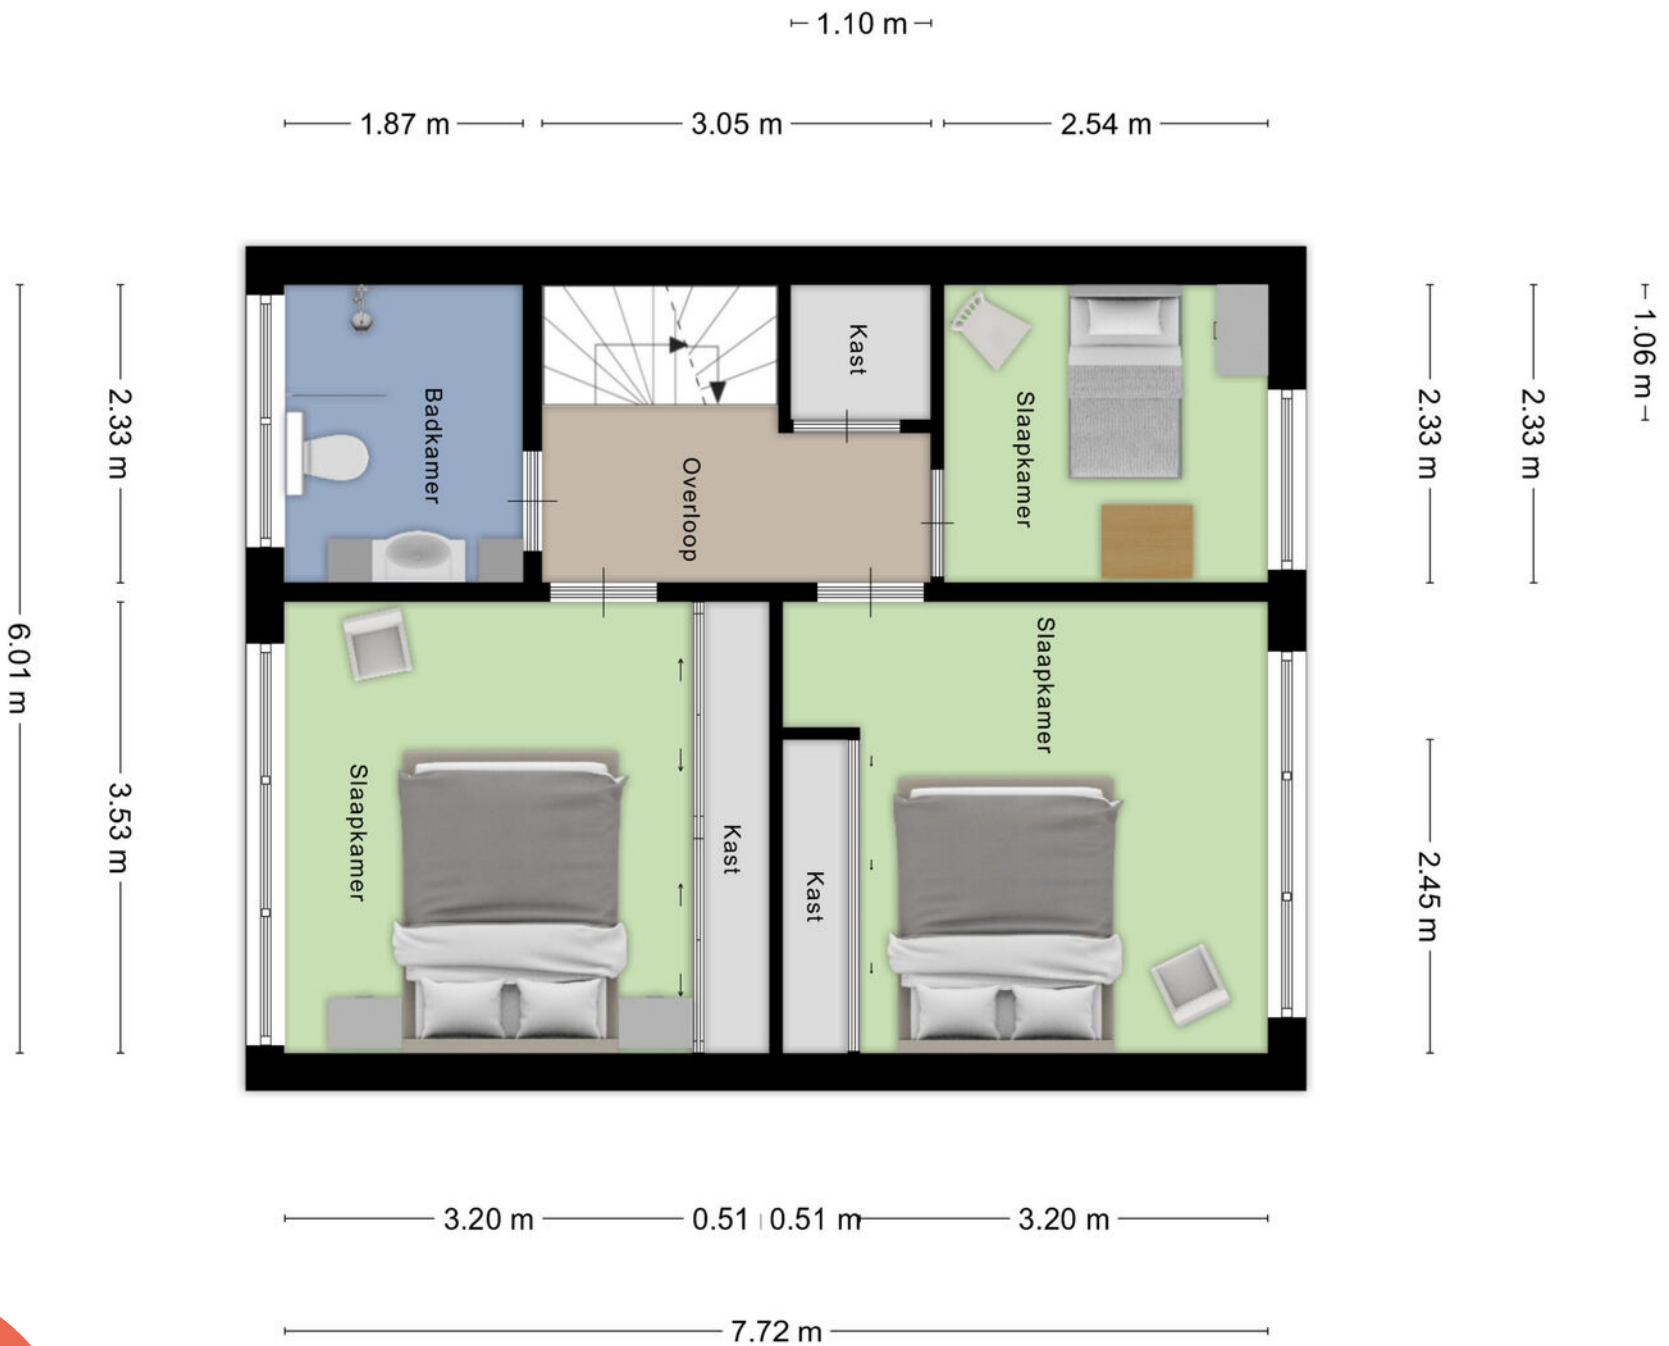 1.10 m
1.87 m
3.05 m
2.54 m
1.06 m
Kast
2.33 m
Badkamer
Overloop
Slaapkamer
2.33 m
2.33 m
6.01 m
3.53 m
Slaapkamer
Kast
Kast
Slaapkamer
2.45 m
3.20 m
0.51
0.51 m
3.20 m
7.72 m